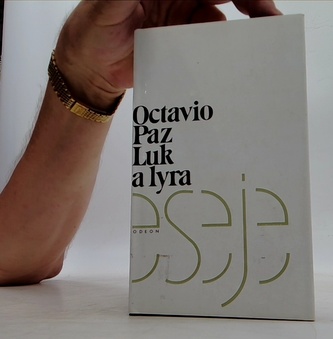 Octavio
Paz
Luk
a lyra
eseje
ODEON